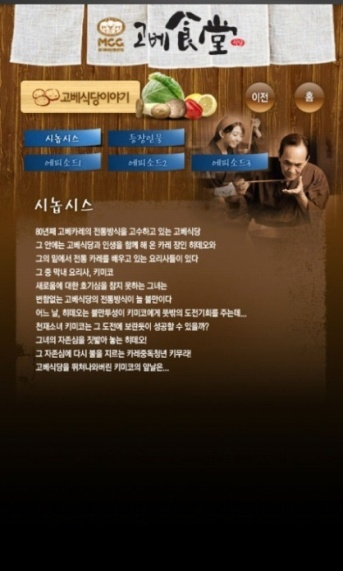 MCC 고베食堂
고베식당이야기
이전
홈
시놉시스 등장인물
에피소드1 에피소드2 에피소드3
시놉시스
80년째 고베카레의 전통방식을 고수하고 있는 고베식당
그 안에는 고베식당과 인생을 함께 해 온 카레 장인 히데오와
그의 밑에서 전통 카레를 배우고 있는 요리사들이 있다
그 중 막내 요리사, 키미코
새로움에 대한 호기심을 참지 못하는 그녀는
변함없는 고베식당의 전통방식이 늘 불만이다
어느 날, 히데오는 불만투성이 키미코에게 뜻밖의 도전기회를 주는데...
천재소녀 키미코는 그 도전에 보란듯이 성공할 수 있을까?
그녀의 자존심을 짓밟아 놓는 히데오!
그 자존심에 다시 불을 지르는 카레중독청년 키무라!
고베식당을 뛰쳐나와버린 키미코의 앞날은...